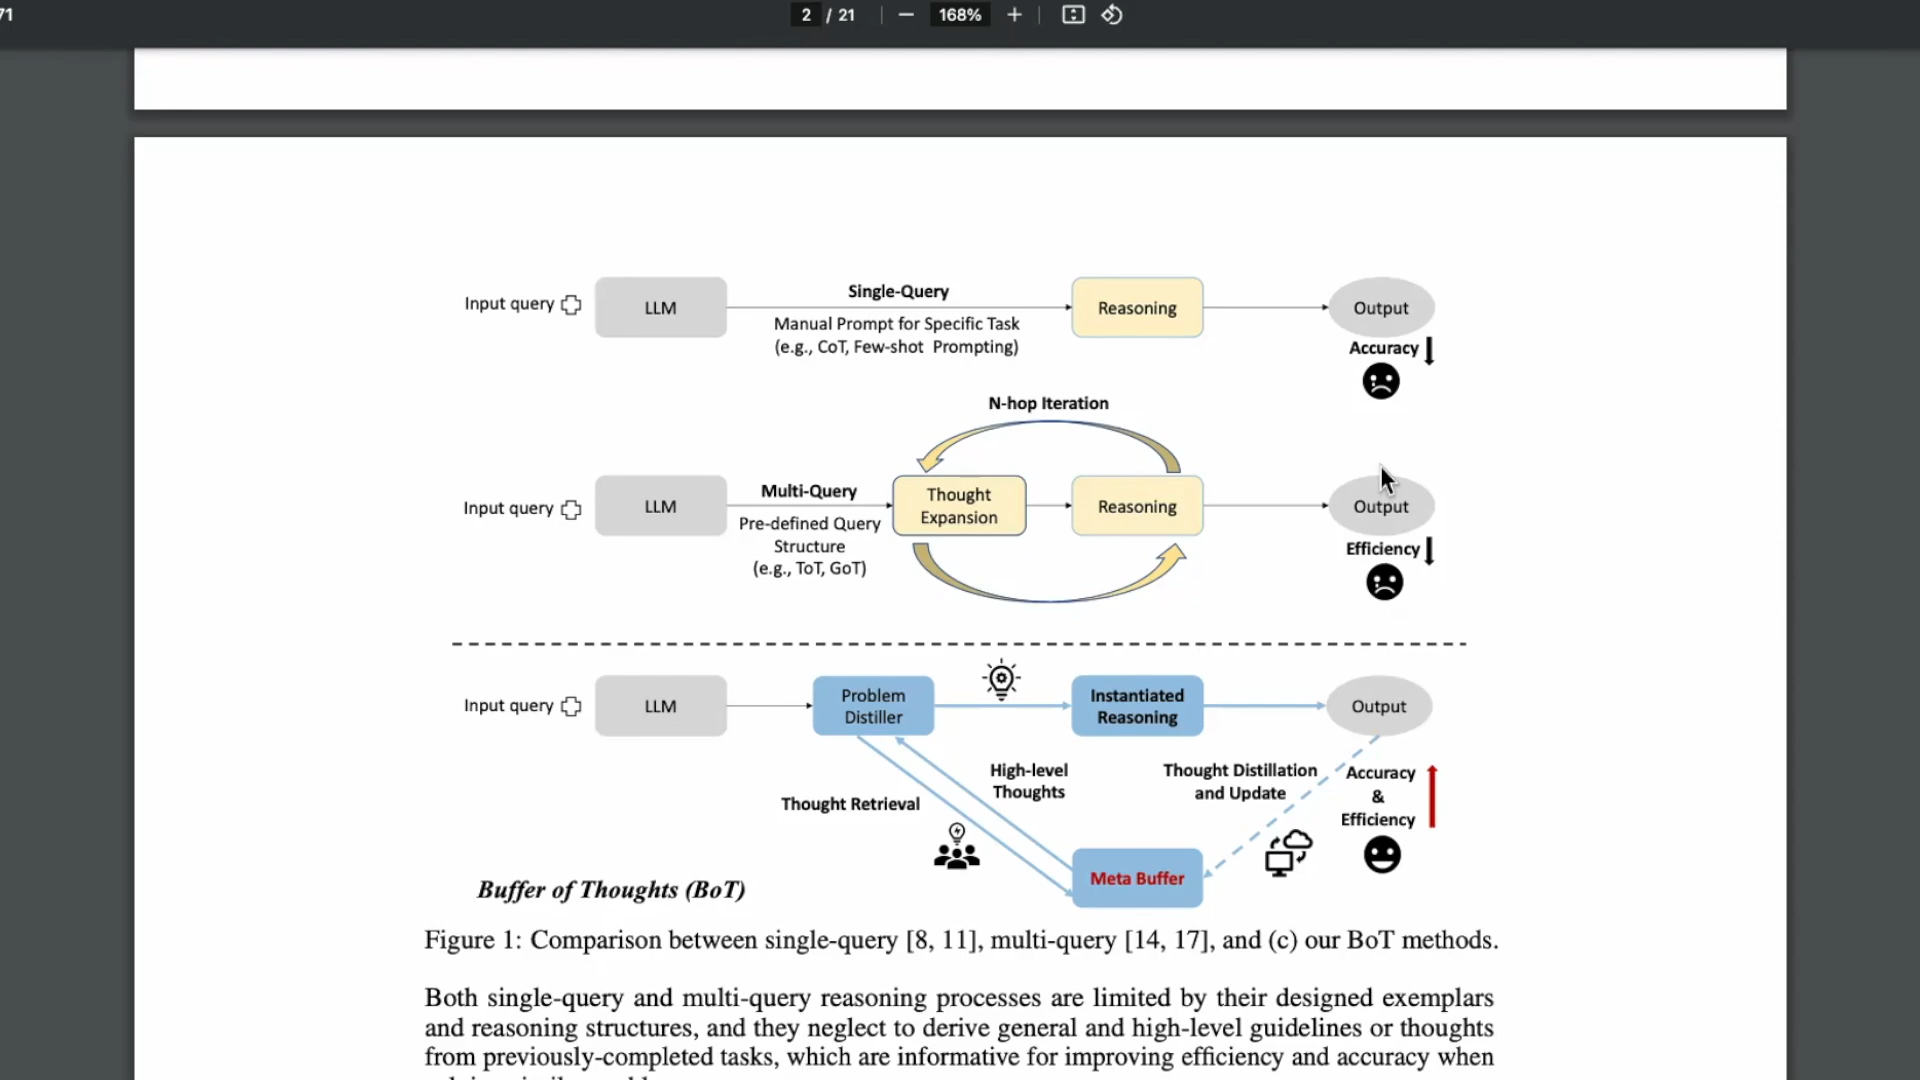 71
2 / 21
168%
Input query
LLM
Single-Query
Manual Prompt for Specific Task
(e.g., CoT, Few-shot Prompting)
Reasoning
Output
Accuracy
N-hop Iteration
Input query
LLM
Multi-Query
Pre-defined Query
Structure
(e.g., ToT, GoT)
Thought
Expansion
Reasoning
Output
Efficiency
Input query
LLM
Problem
Distiller
Instantiated
Reasoning
Output
Thought Retrieval
High-level
Thoughts
Thought Distillation
and Update
Accuracy
&
Efficiency
Meta Buffer
Buffer of Thoughts (BoT)
Figure 1: Comparison between single-query [8, 11], multi-query [14, 17], and (c) our BoT methods.
Both single-query and multi-query reasoning processes are limited by their designed exemplars
and reasoning structures, and they neglect to derive general and high-level guidelines or thoughts
from previously-completed tasks, which are informative for improving efficiency and accuracy when